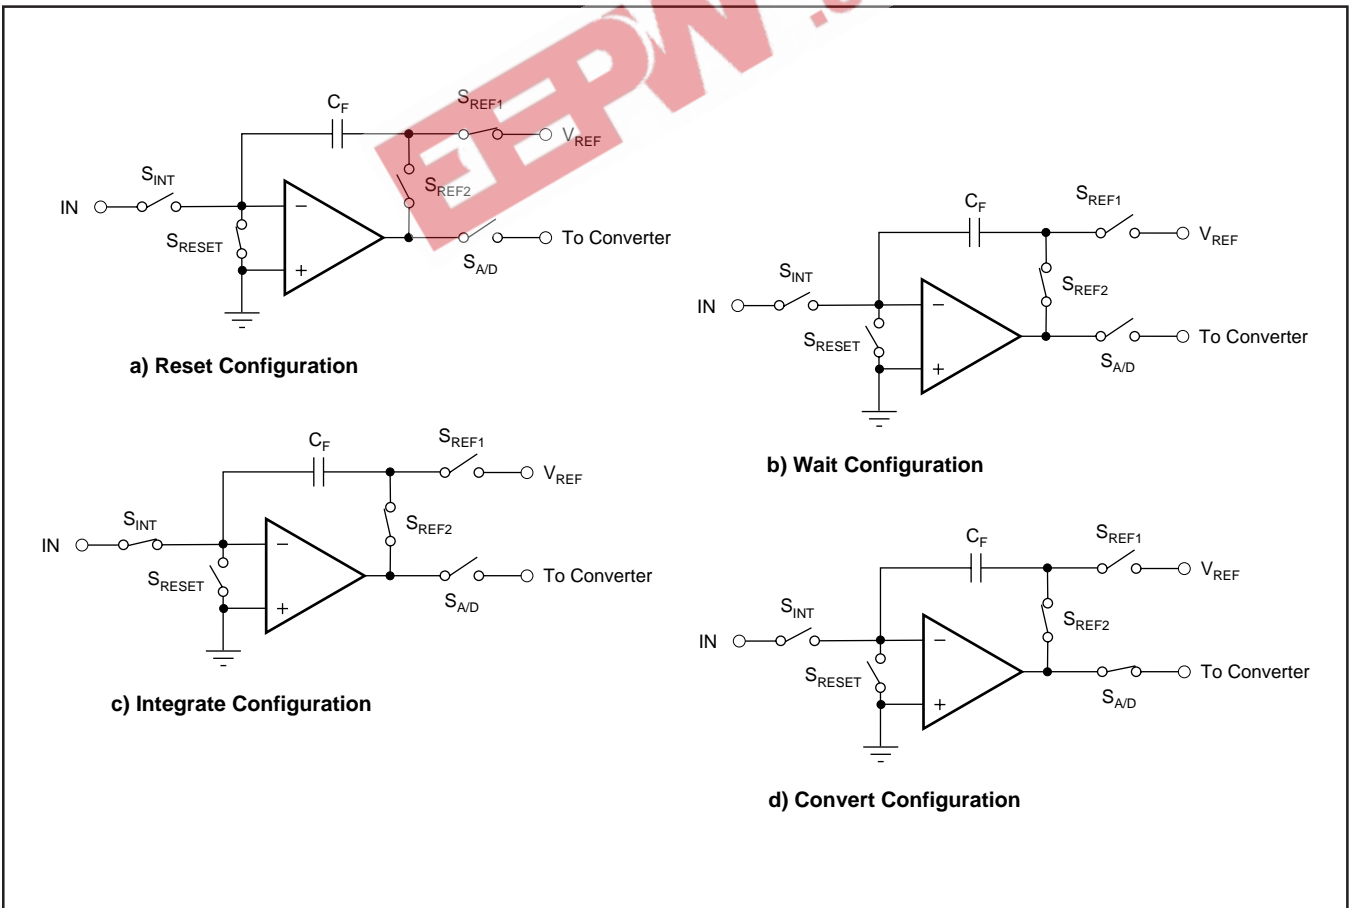 EEPW
CF
SREF1
VREF
SINT
IN
SREF2
SRESET
−
+
To Converter
SA/D
a) Reset Configuration
CF
SREF1
VREF
SINT
IN
SREF2
SRESET
−
+
To Converter
SA/D
b) Wait Configuration
CF
SREF1
VREF
SINT
IN
SREF2
SRESET
−
+
To Converter
SA/D
c) Integrate Configuration
CF
SREF1
VREF
SINT
IN
SREF2
SRESET
−
+
To Converter
SA/D
d) Convert Configuration